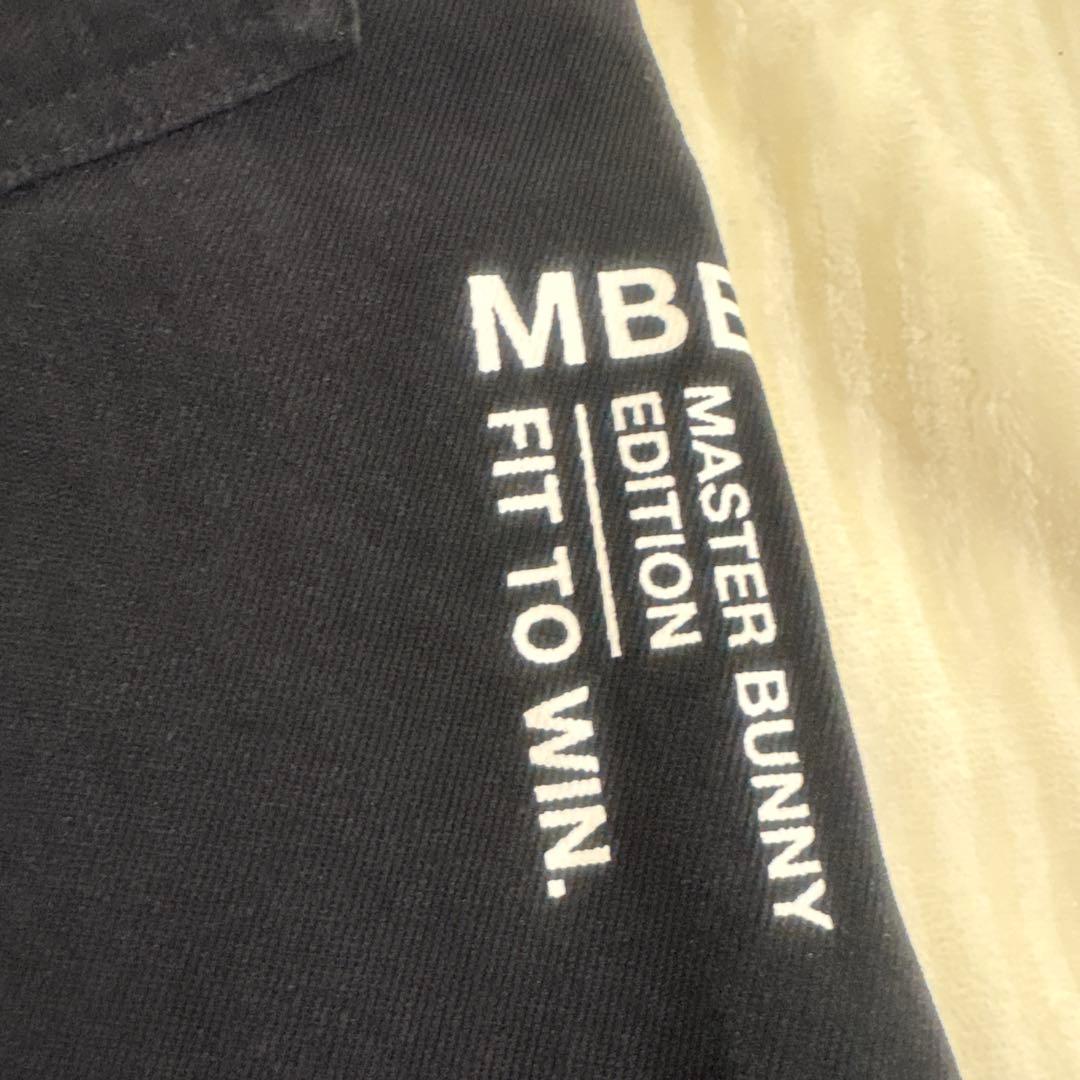 MBE
MASTER BUNNY
EDITION
FIT TO WIN.